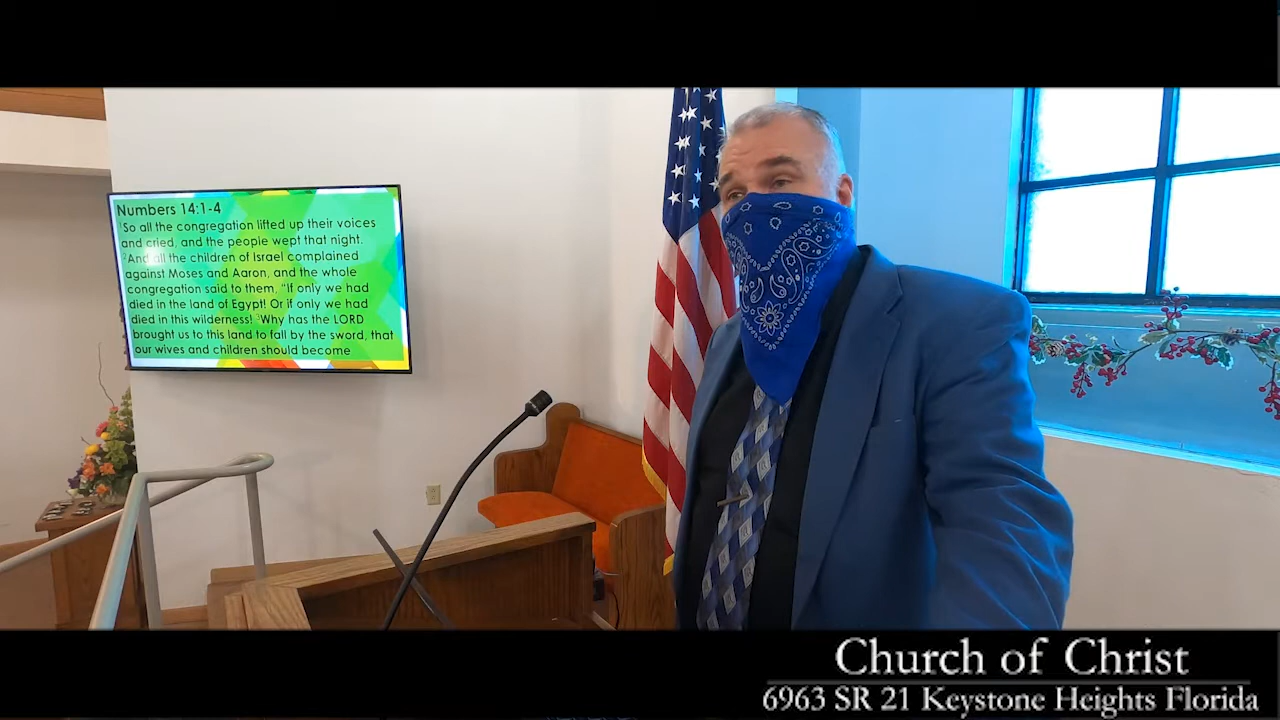 Numbers 14:1-4
¹So all the congregation lifted up their voices
and cried, and the people wept that night.
²And all the children of Israel complained
against Moses and Aaron, and the whole
congregation said to them, “If only we had
died in the land of Egypt! Or if only we had
died in this wilderness! ³Why has the LORD
brought us to this land to fall by the sword, that
our wives and children should become
Church of Christ
6963 SR 21 Keystone Heights Florida